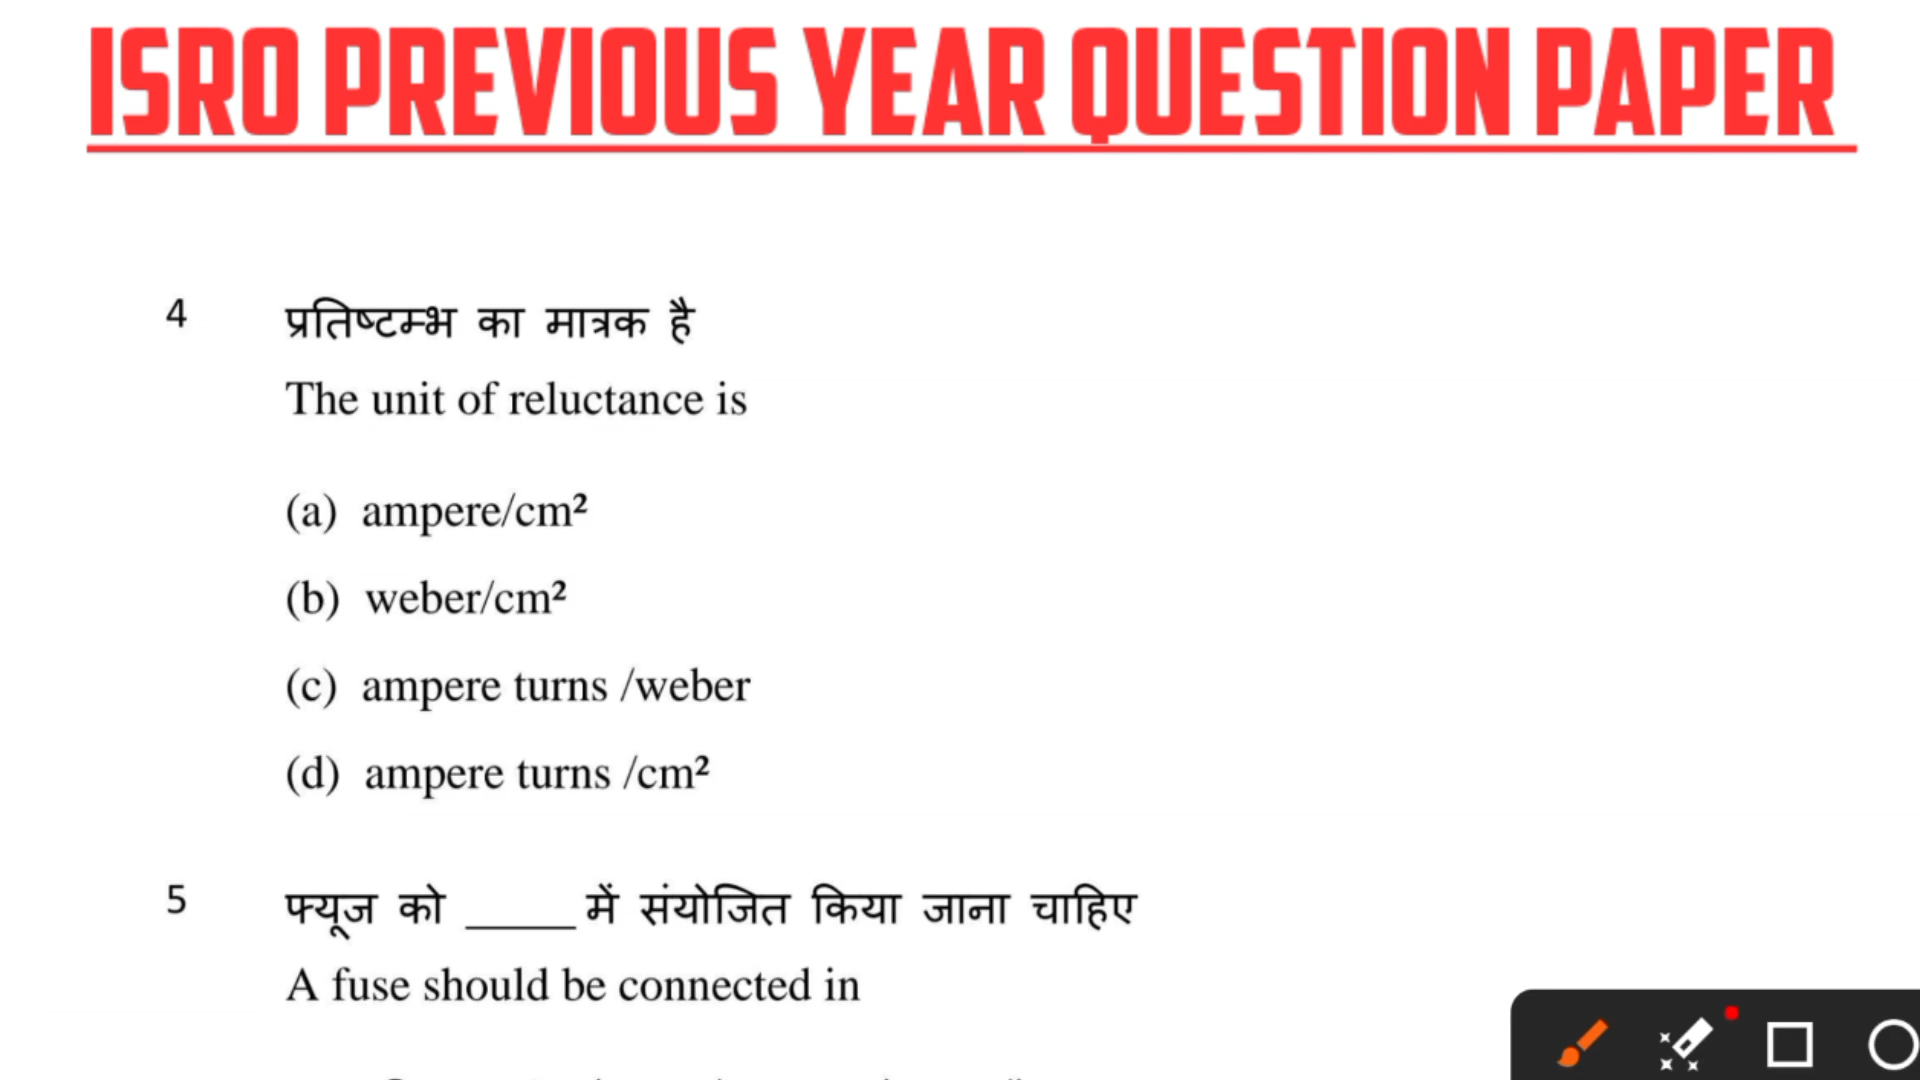 ISRO PREVIOUS YEAR QUESTION PAPER
4 प्रतिष्टम्भ का मात्रक है
The unit of reluctance is
(a) ampere/cm²
(b) weber/cm²
(c) ampere turns /weber
(d) ampere turns /cm²
5 फ्यूज को _____ में संयोजित किया जाना चाहिए
A fuse should be connected in